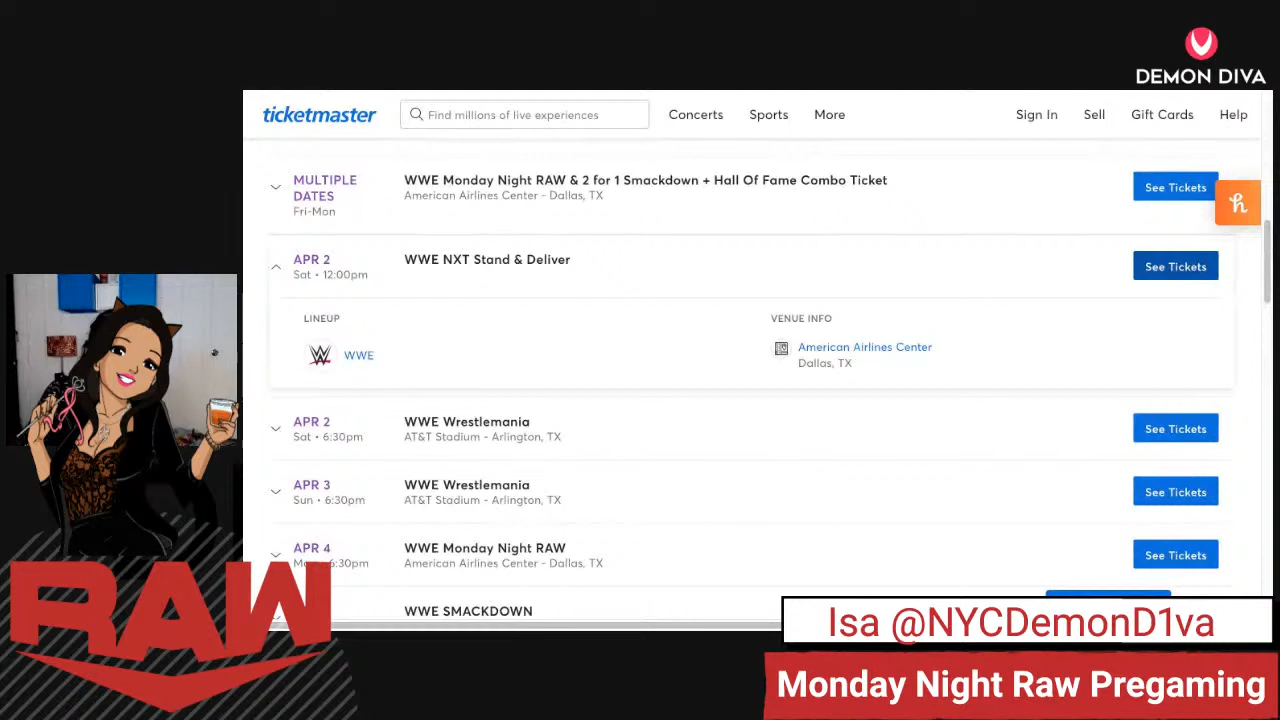 DEMON DIVA
ticketmaster
Find millions of live experiences
Concerts
Sports
More
Sign In
Sell
Gift Cards
Help
MULTIPLE
DATES
Fri-Mon
WWE Monday Night RAW & 2 for 1 Smackdown + Hall Of Fame Combo Ticket
American Airlines Center - Dallas, TX
See Tickets
h
APR 2
Sat • 12:00pm
WWE NXT Stand & Deliver
See Tickets
LINEUP
WWE
VENUE INFO
American Airlines Center
Dallas, TX
APR 2
Sat • 6:30pm
WWE Wrestlemania
AT&T Stadium - Arlington, TX
See Tickets
APR 3
Sun • 6:30pm
WWE Wrestlemania
AT&T Stadium - Arlington, TX
See Tickets
APR 4
6:30pm
WWE Monday Night RAW
American Airlines Center - Dallas, TX
See Tickets
WWE SMACKDOWN
RAW
Isa @NYCDemonD1va
Monday Night Raw Pregaming